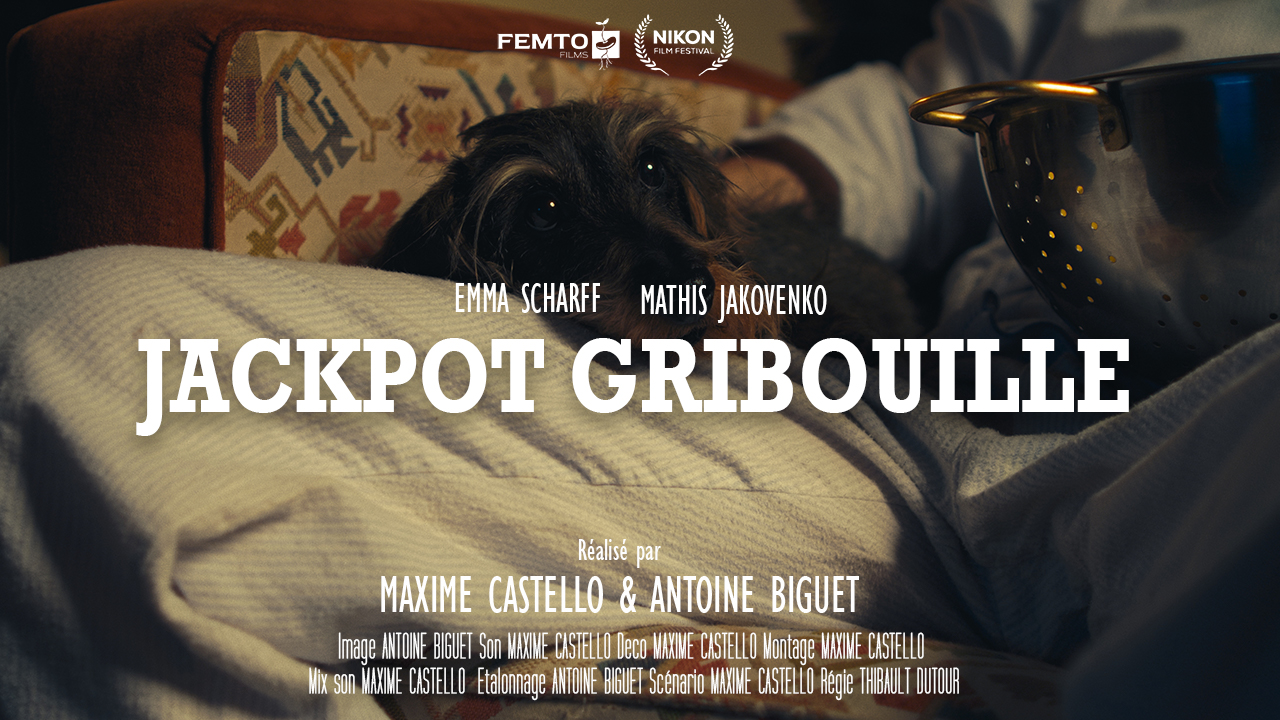 FEMTO
FILMS
NIKON
FILM FESTIVAL
EMMA SCHARFF MATHIS JAKOVENKO
JACKPOT GRIBOUILLE
Réalisé par
MAXIME CASTELLO & ANTOINE BIGUET
Image ANTOINE BIGUET Son MAXIME CASTELLO Deco MAXIME CASTELLO Montage MAXIME CASTELLO
Mix son MAXIME CASTELLO Etalonnage ANTOINE BIGUET Scénario MAXIME CASTELLO Régie THIBAULT DUTOUR